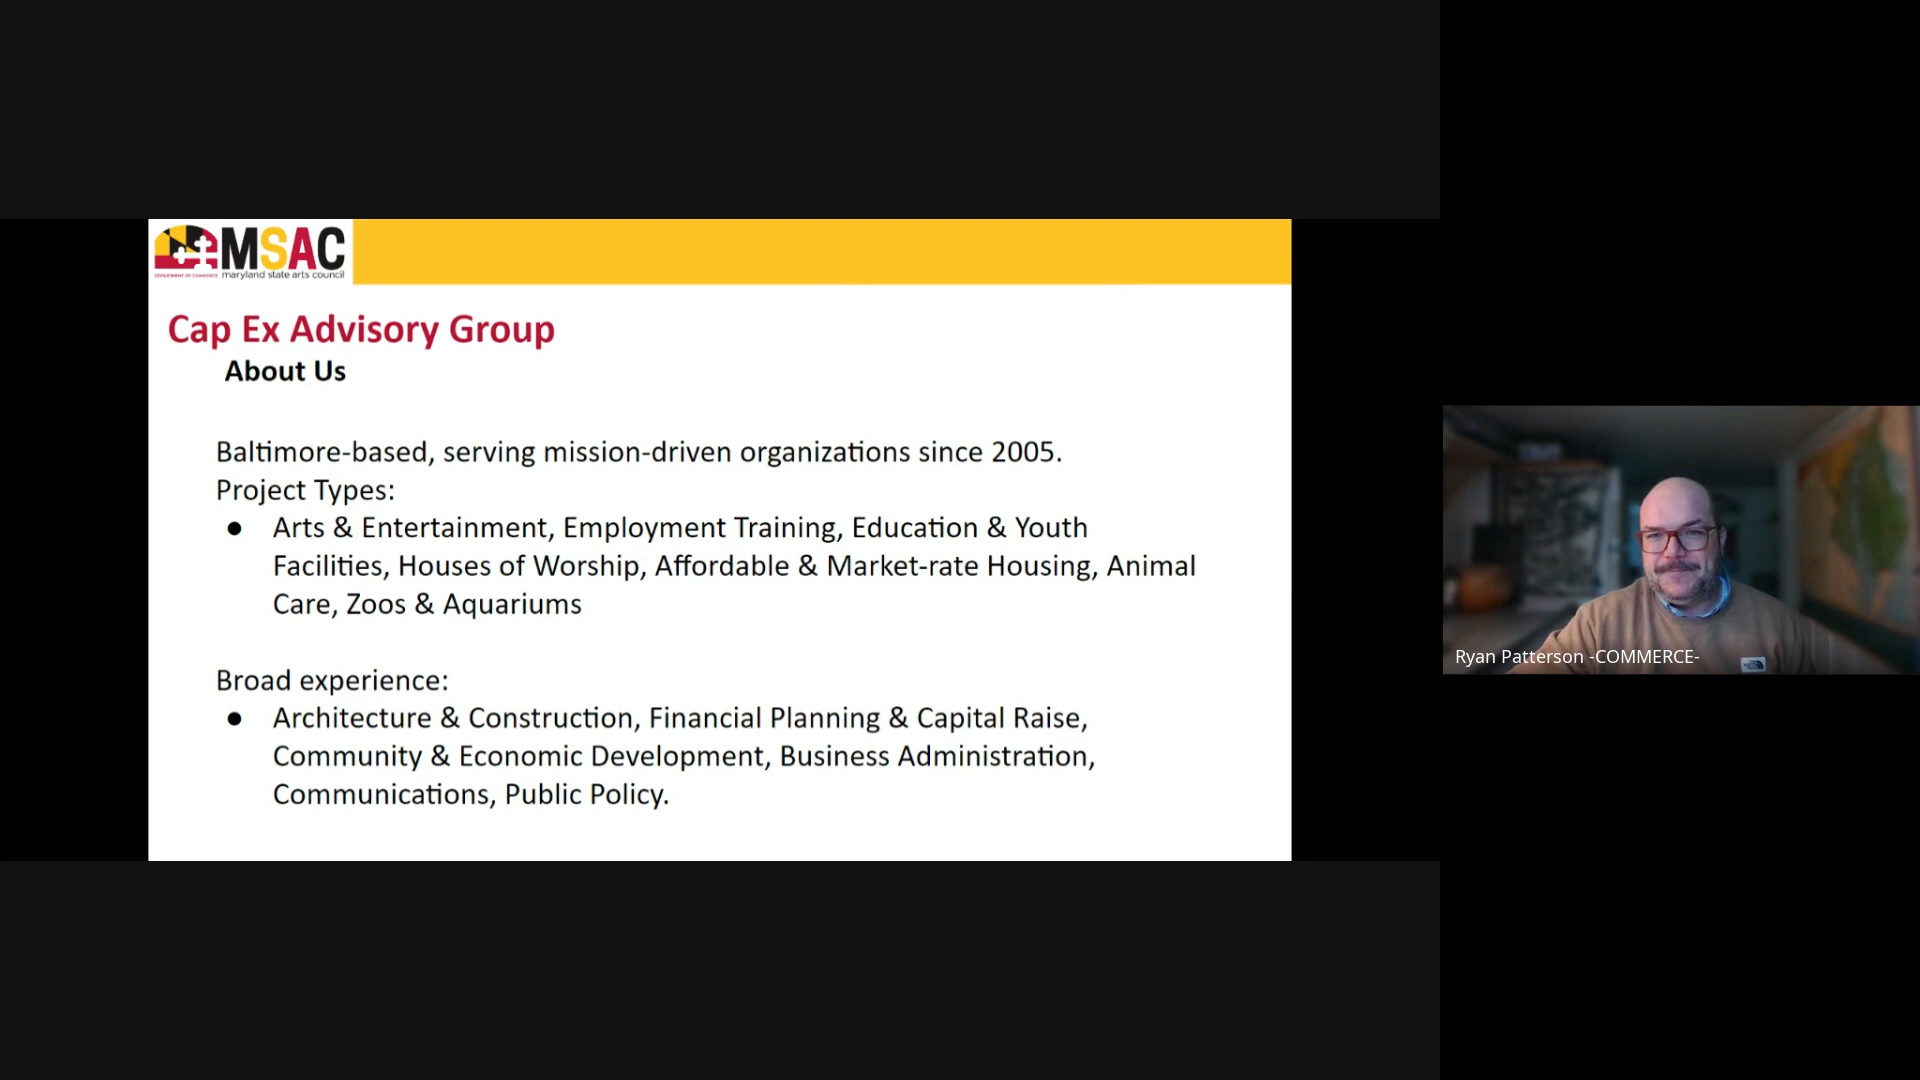 MSAC
DEPARTMENT OF COMMERCE maryland state arts council
Cap Ex Advisory Group
About Us
Baltimore-based, serving mission-driven organizations since 2005.
Project Types:
● Arts & Entertainment, Employment Training, Education & Youth
Facilities, Houses of Worship, Affordable & Market-rate Housing, Animal
Care, Zoos & Aquariums
Broad experience:
● Architecture & Construction, Financial Planning & Capital Raise,
Community & Economic Development, Business Administration,
Communications, Public Policy.
Ryan Patterson -COMMERCE-